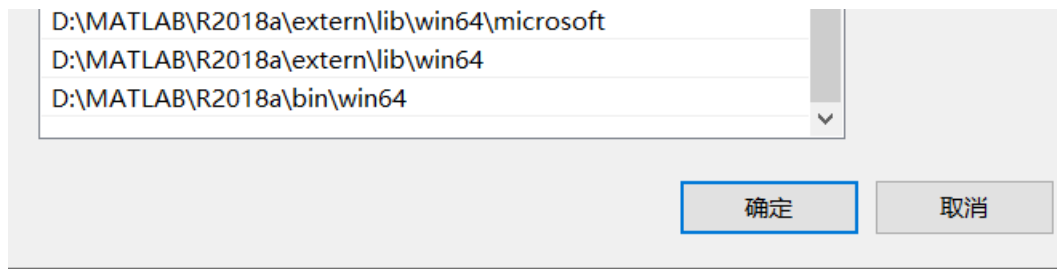 D:\MATLAB\R2018a\extern\lib\win64\microsoft
D:\MATLAB\R2018a\extern\lib\win64
D:\MATLAB\R2018a\bin\win64
确定 取消